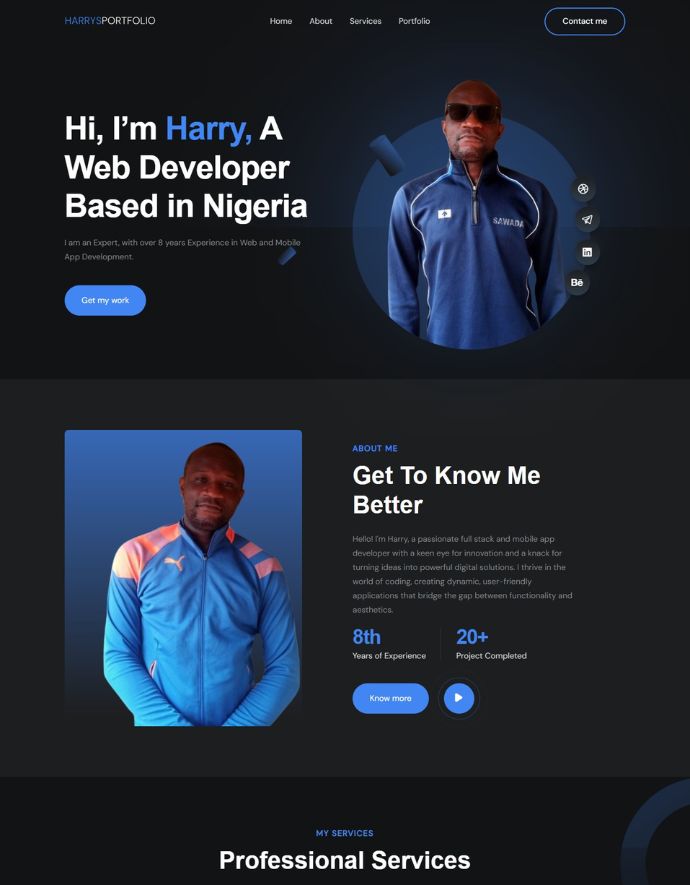 HARRYSPORTFOLIO
Home About Services Portfolio
Contact me
Hi, I’m Harry, A
Web Developer
Based in Nigeria
I am an Expert, with over 8 years Experience in Web and Mobile
App Development.
Get my work
SAWADA
Bē
ABOUT ME
Get To Know Me
Better
Hello! I'm Harry, a passionate full stack and mobile app
developer with a keen eye for innovation and a knack for
turning ideas into powerful digital solutions. I thrive in the
world of coding, creating dynamic, user-friendly
applications that bridge the gap between functionality and
aesthetics.
8th
Years of Experience
20+
Project Completed
Know more
MY SERVICES
Professional Services